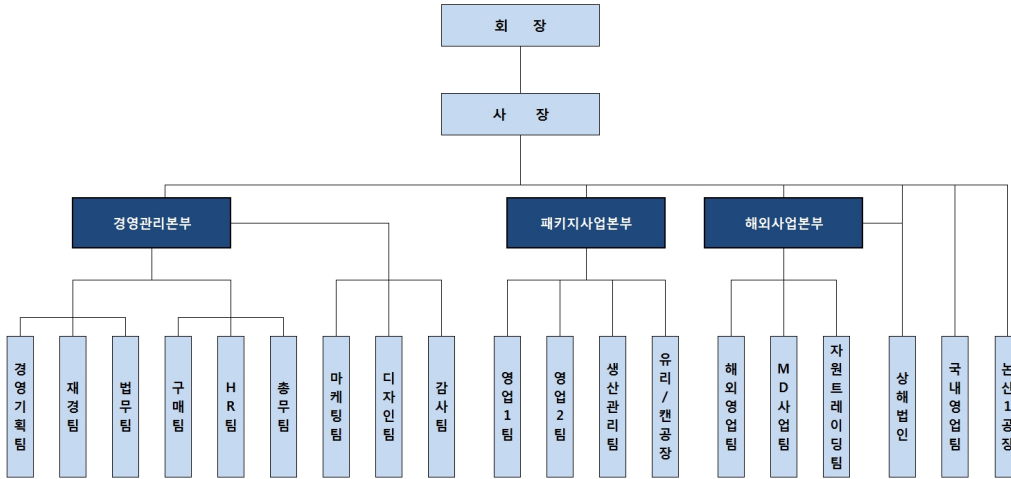 회 장
사 장
경영관리본부
패키지사업본부
해외사업본부
경영기획팀
재경팀
법무팀
구매팀
HR팀
총무팀
마케팅팀
디자인팀
감사팀
영업1팀
영업2팀
생산관리팀
유리/캔공장
해외영업팀
MD사업팀
자원트레이딩팀
상해법인
국내영업팀
논산1공장